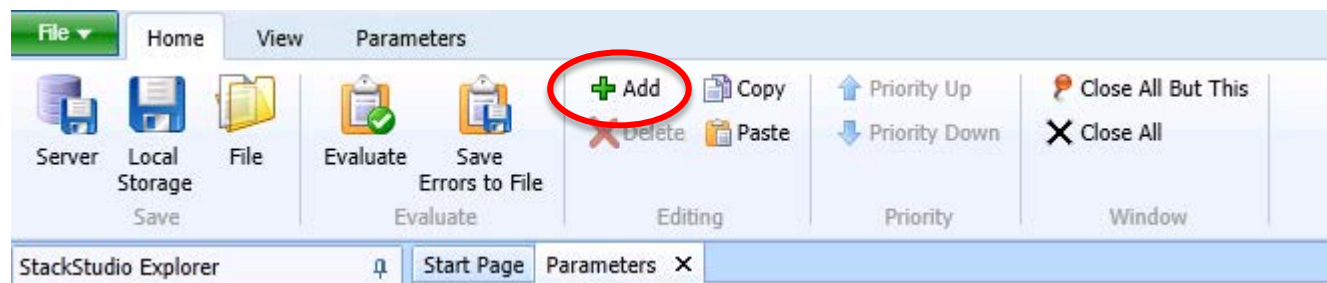 File Home View Parameters
Add Copy Priority Up Close All But This
Delete Paste Priority Down Close All
Server Local Storage File Evaluate Save Errors to File
Save Evaluate Editing Priority Window
StackStudio Explorer Start Page Parameters X